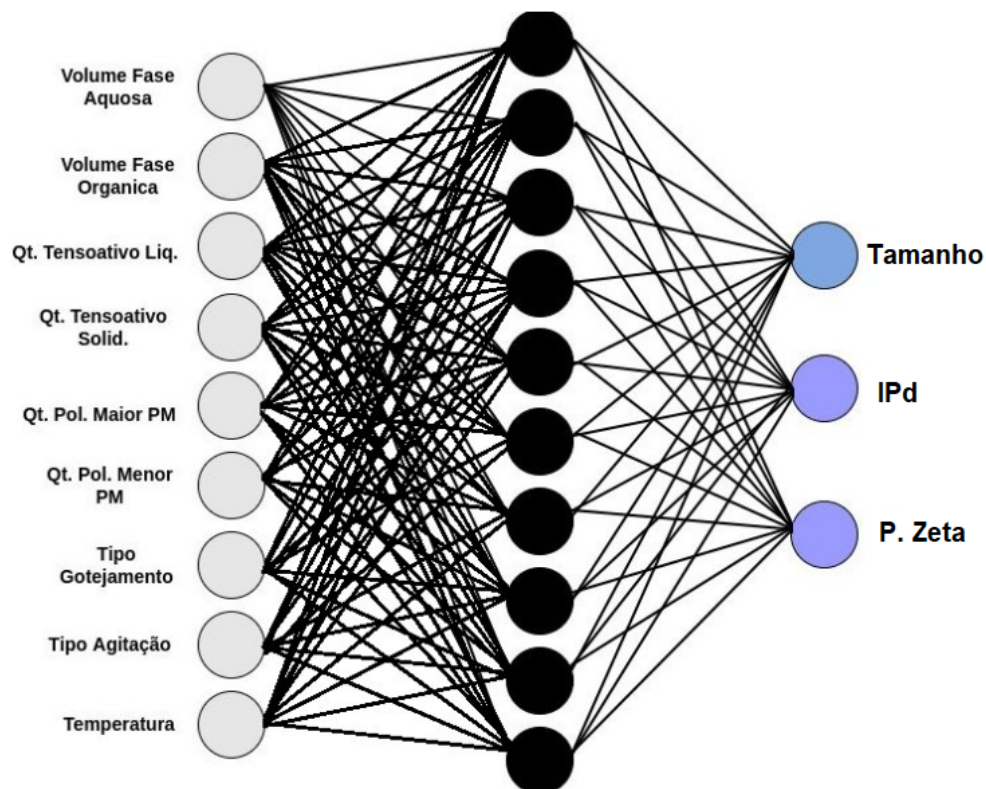 Volume Fase
Aquosa
Volume Fase
Organica
Qt. Tensoativo Liq.
Qt. Tensoativo
Solid.
Qt. Pol. Maior PM
Qt. Pol. Menor
PM
Tipo
Gotejamento
Tipo Agitação
Temperatura
Tamanho
IPd
P. Zeta